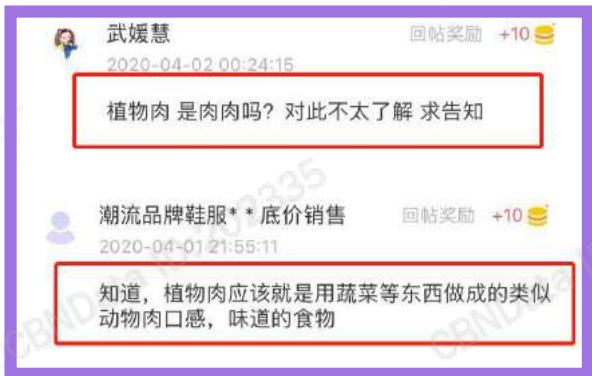 武媛慧 回帖奖励 +10
2020-04-02 00:24:15
植物肉 是肉肉吗？对此不太了解 求告知
潮流品牌鞋服* * 底价销售 回帖奖励 +10
2020-04-01 21:55:11
知道，植物肉应该就是用蔬菜等东西做成的类似
动物肉口感，味道的食物